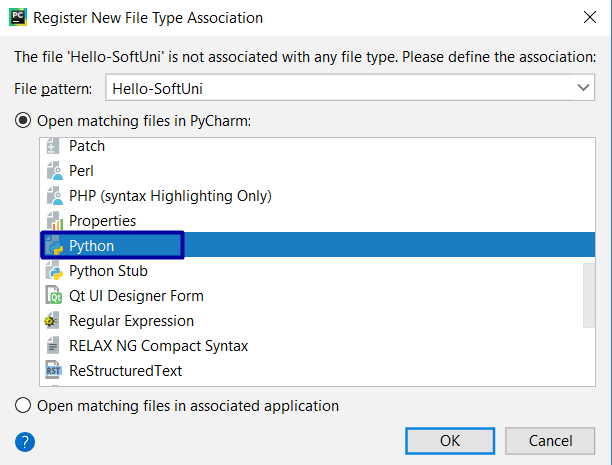 PC Register New File Type Association
The file 'Hello-SoftUni' is not associated with any file type. Please define the association:
File pattern: Hello-SoftUni
Open matching files in PyCharm:
Patch
Perl
PHP (syntax Highlighting Only)
Properties
Python
Python Stub
Qt Qt UI Designer Form
Regular Expression
RELAX NG Compact Syntax
RST ReStructuredText
Open matching files in associated application
? OK Cancel